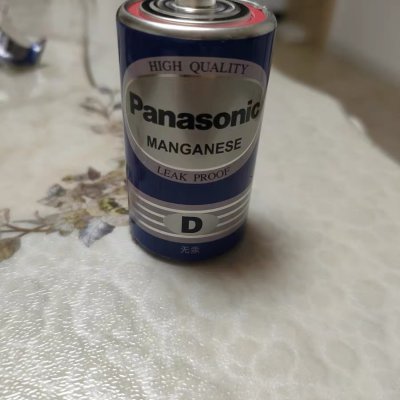 HIGH QUALITY
Panasonic
MANGANESE
LEAK PROOF
D
无汞